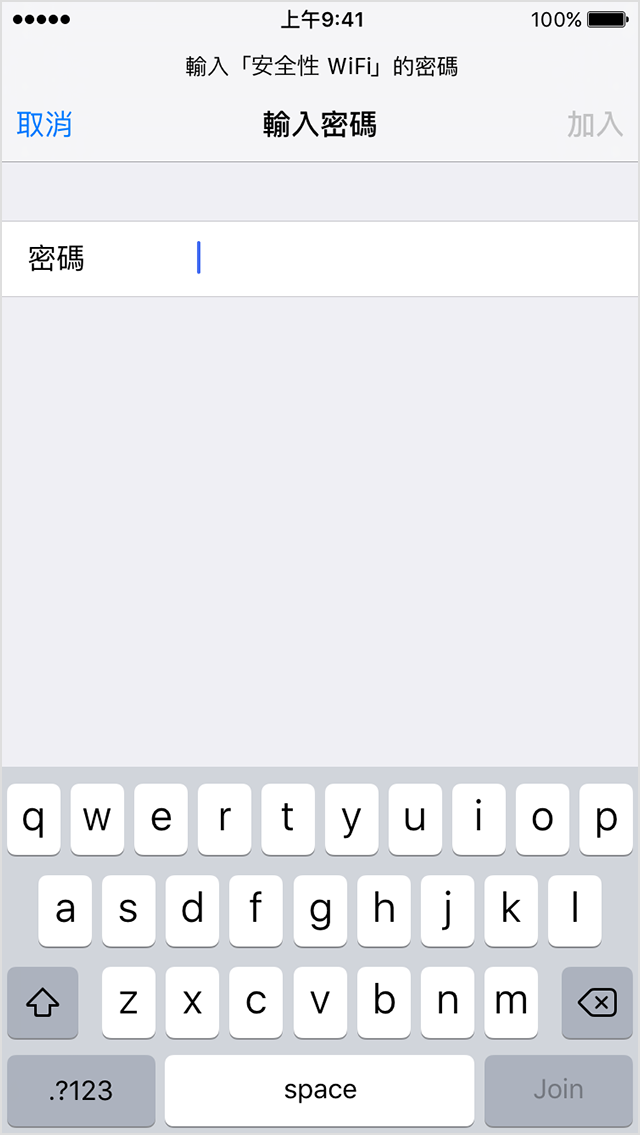 上午9:41 100%
輸入「安全性 WiFi」的密碼
取消 輸入密碼 加入
密碼
q w e r t y u i o p
a s d f g h j k l
z x c v b n m
.?123 space Join